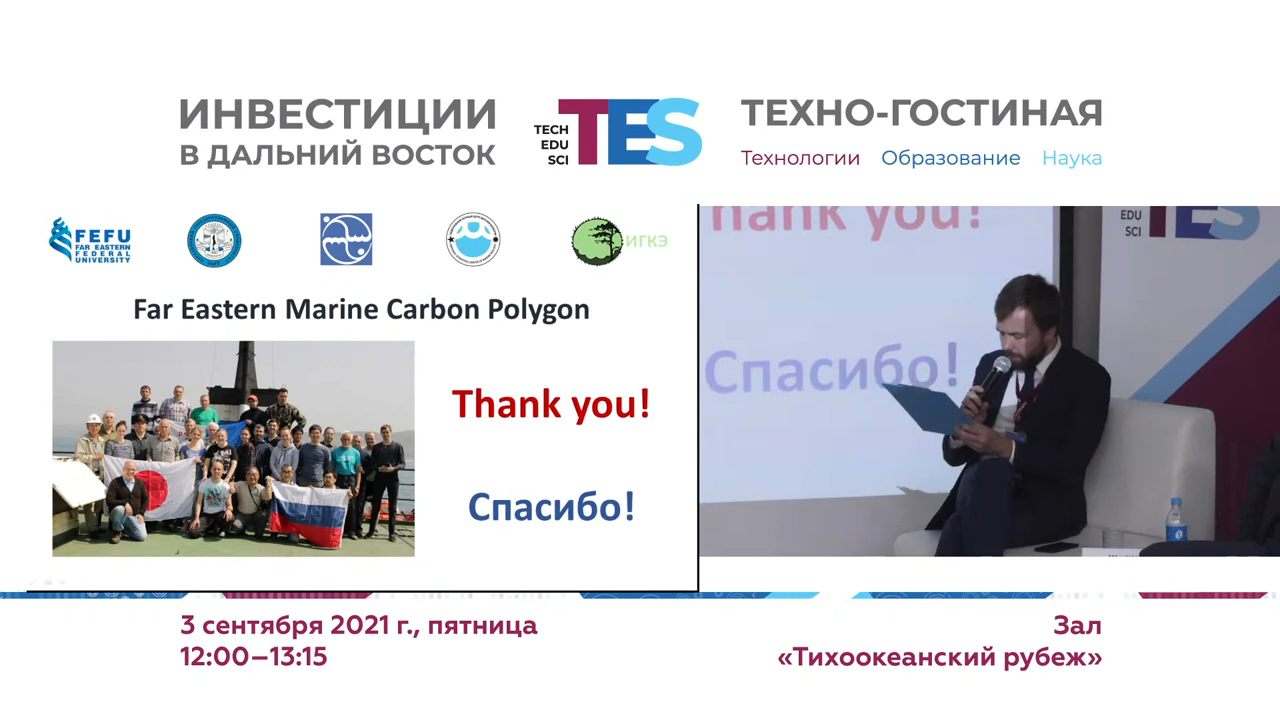 ИНВЕСТИЦИИ
В ДАЛЬНИЙ ВОСТОК
TECH
EDU
SCI
TES
ТЕХНО-ГОСТИНАЯ
Технологии Образование Наука
FEFU
FAR EASTERN
FEDERAL
UNIVERSITY
ИГКЭ
Far Eastern Marine Carbon Polygon
Thank you!
Спасибо!
hank you!
Спасибо!
EDU
SCI
TES
3 сентября 2021 г., пятница
12:00–13:15
Зал
«Тихоокеанский рубеж»